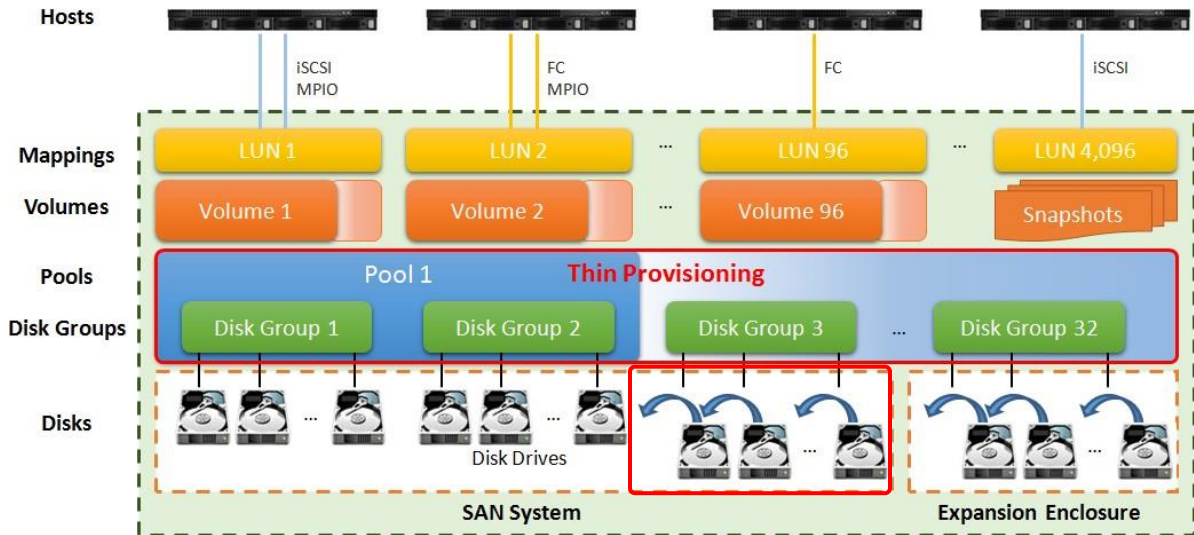 Hosts
iSCSI
MPIO
FC
MPIO
FC
iSCSI
Mappings
LUN 1
LUN 2
...
LUN 96
...
LUN 4,096
Volumes
Volume 1
Volume 2
...
Volume 96
Snapshots
Pools
Pool 1
Thin Provisioning
Disk Groups
Disk Group 1
Disk Group 2
Disk Group 3
...
Disk Group 32
Disks
...
...
...
...
Disk Drives
SAN System
Expansion Enclosure